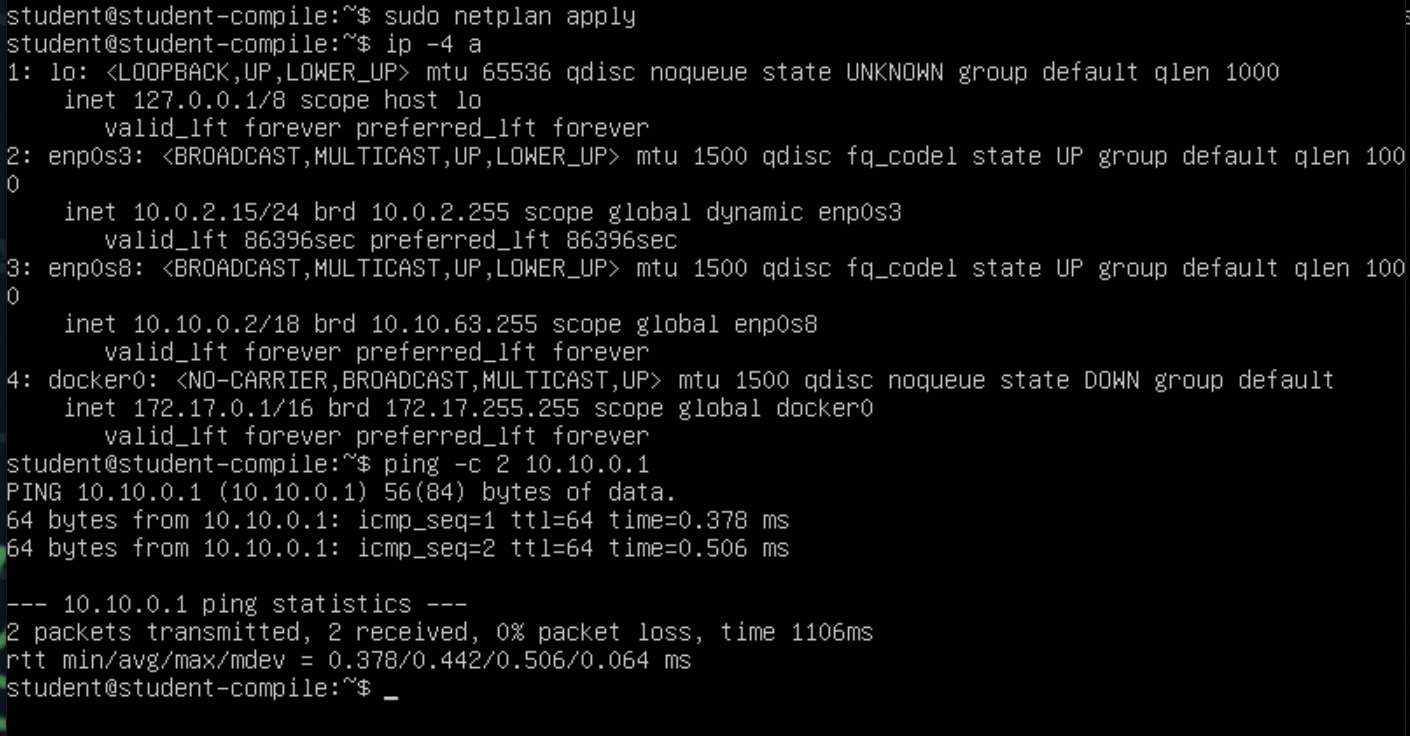 student@student-compile:~$ sudo netplan apply
student@student-compile:~$ ip -4 a
1: lo: <LOOPBACK,UP,LOWER_UP> mtu 65536 qdisc noqueue state UNKNOWN group default qlen 1000
    inet 127.0.0.1/8 scope host lo
       valid_lft forever preferred_lft forever
2: enp0s3: <BROADCAST,MULTICAST,UP,LOWER_UP> mtu 1500 qdisc fq_codel state UP group default qlen 100
0
    inet 10.0.2.15/24 brd 10.0.2.255 scope global dynamic enp0s3
       valid_lft 86396sec preferred_lft 86396sec
3: enp0s8: <BROADCAST,MULTICAST,UP,LOWER_UP> mtu 1500 qdisc fq_codel state UP group default qlen 100
0
    inet 10.10.0.2/18 brd 10.10.63.255 scope global enp0s8
       valid_lft forever preferred_lft forever
4: docker0: <NO-CARRIER,BROADCAST,MULTICAST,UP> mtu 1500 qdisc noqueue state DOWN group default
    inet 172.17.0.1/16 brd 172.17.255.255 scope global docker0
       valid_lft forever preferred_lft forever
student@student-compile:~$ ping -c 2 10.10.0.1
PING 10.10.0.1 (10.10.0.1) 56(84) bytes of data.
64 bytes from 10.10.0.1: icmp_seq=1 ttl=64 time=0.378 ms
64 bytes from 10.10.0.1: icmp_seq=2 ttl=64 time=0.506 ms

--- 10.10.0.1 ping statistics ---
2 packets transmitted, 2 received, 0% packet loss, time 1106ms
rtt min/avg/max/mdev = 0.378/0.442/0.506/0.064 ms
student@student-compile:~$ _